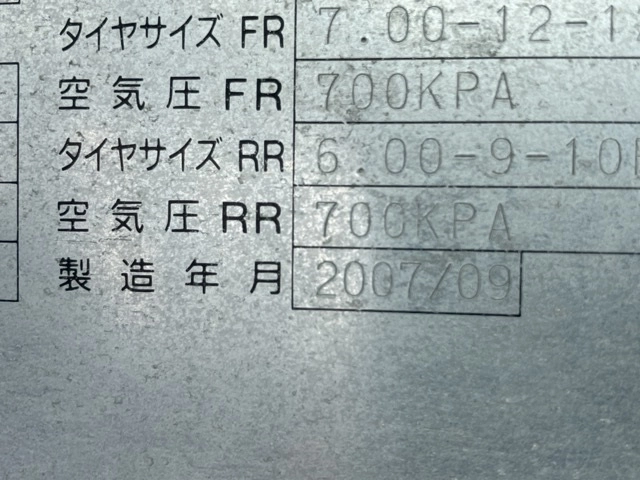 タイヤサイズ FR 7.00-12-1
空気圧 FR 700KPA
タイヤサイズ RR 6.00-9-10
空気圧 RR 700KPA
製造年月 2007/09